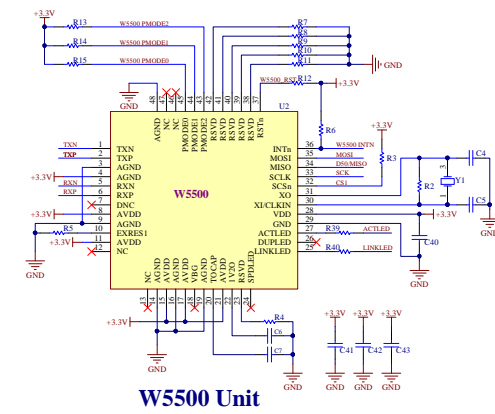 +3.3V
R13
W5500 PMODE2
R14
W5500 PMODE1
R15
W5500 PMODE0
R7
R8
R9
R10
R11
GND
W5500_RST
R12
+3.3V
GND
48
47
46
45
44
43
42
41
40
39
38
37
U2
AGND
NC
NC
PMODE0
PMODE1
PMODE2
RSVD
RSVD
RSVD
RSVD
RSVD
RSTn
R6
+3.3V
R3
TXN 1 TXN
TXP 2 TXP
3 AGND
+3.3V 4 AGND
RXN 5 RXN
RXP 6 RXP
7 DNC
+3.3V 8 AVDD
9 AGND
R5 10 EXRES1
+3.3V 11 AVDD
12 NC
GND
W5500
INTn 36 W5500 INTN
MOSI 35 MOSI
MISO 34 D50/MISO
SCLK 33 SCK
SCSn 32 CS1
XO 31
XI/CLKIN 30
VDD 28
GND 29
ACTLED 27 R39 ACTLED
DUPLED 26
LINKLED 25 R40 LINKLED
R2
3
Y1
C4
C5
GND
+3.3V
C40
GND
NC
AGND
AVDD
AGND
AVDD
VBG
AGND
TOCAP
AVDD
1V2O
RSVD
SPDLED
13
14
15
16
17
18
19
20
21
22
23
24
+3.3V
GND
R4
C6
C7
GND
+3.3V
+3.3V
+3.3V
C41
C42
C43
GND
GND
GND
W5500 Unit